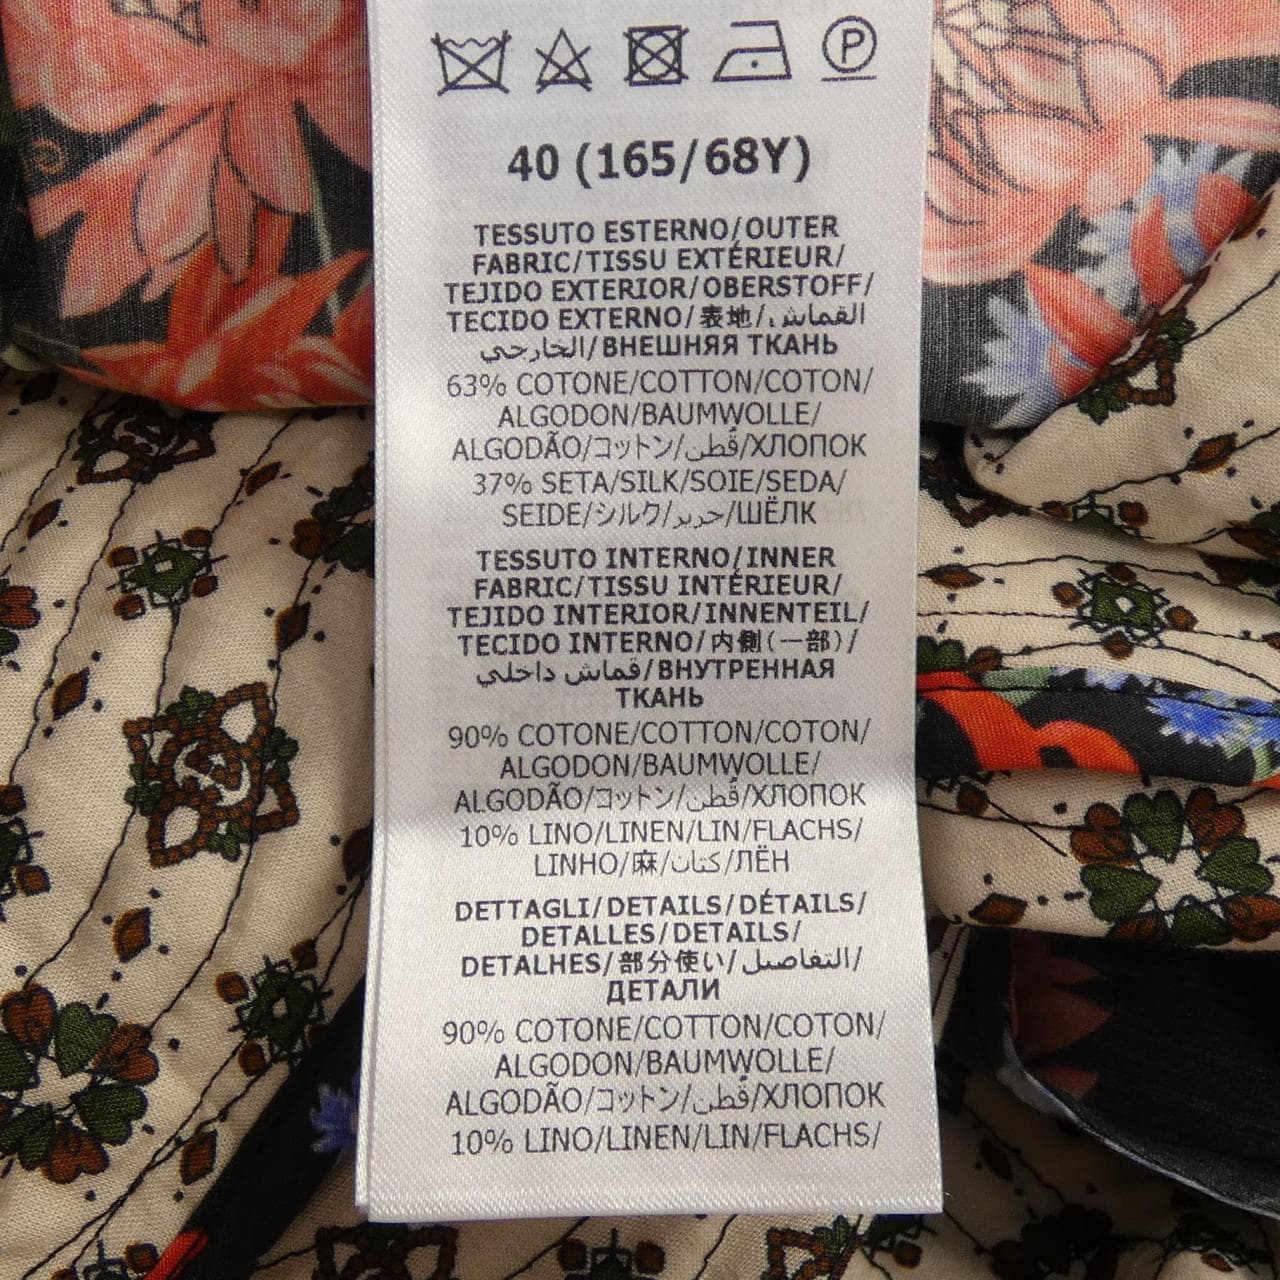 P
40 (165/68Y)
TESSUTO ESTERNO/OUTER
FABRIC/TISSU EXTÉRIEUR/
TEJIDO EXTERIOR/OBERSTOFF/
TECIDO EXTERNO/表地/القماش
الخارجي/ВНЕШНЯЯ ТКАНЬ
63% COTONE/COTTON/COTON/
ALGODON/BAUMWOLLE/
ALGODÃO/コットン/قُطن/ХЛОПОК
37% SETA/SILK/SOIE/SEDA/
SEIDE/シルク/حرير/ШЁЛК
TESSUTO INTERNO/INNER
FABRIC/TISSU INTÉRIEUR/
TEJIDO INTERIOR/INNENTEIL/
TECIDO INTERNO/内側(一部)/
قماش داخلي/ВНУТРЕННАЯ
ТКАНЬ
90% COTONE/COTTON/COTON/
ALGODON/BAUMWOLLE/
ALGODÃO/コットン/قُطن/ХЛОПОК
10% LINO/LINEN/LIN/FLACHS/
LINHO/麻/كتان/ЛЁН
DETTAGLI/DETAILS/DÉTAILS/
DETALLES/DETAILS/
DETALHES/部分使い/التفاصيل/
ДЕТАЛИ
90% COTONE/COTTON/COTON/
ALGODON/BAUMWOLLE/
ALGODÃO/コットン/قُطن/ХЛОПОК
10% LINO/LINEN/LIN/FLACHS/